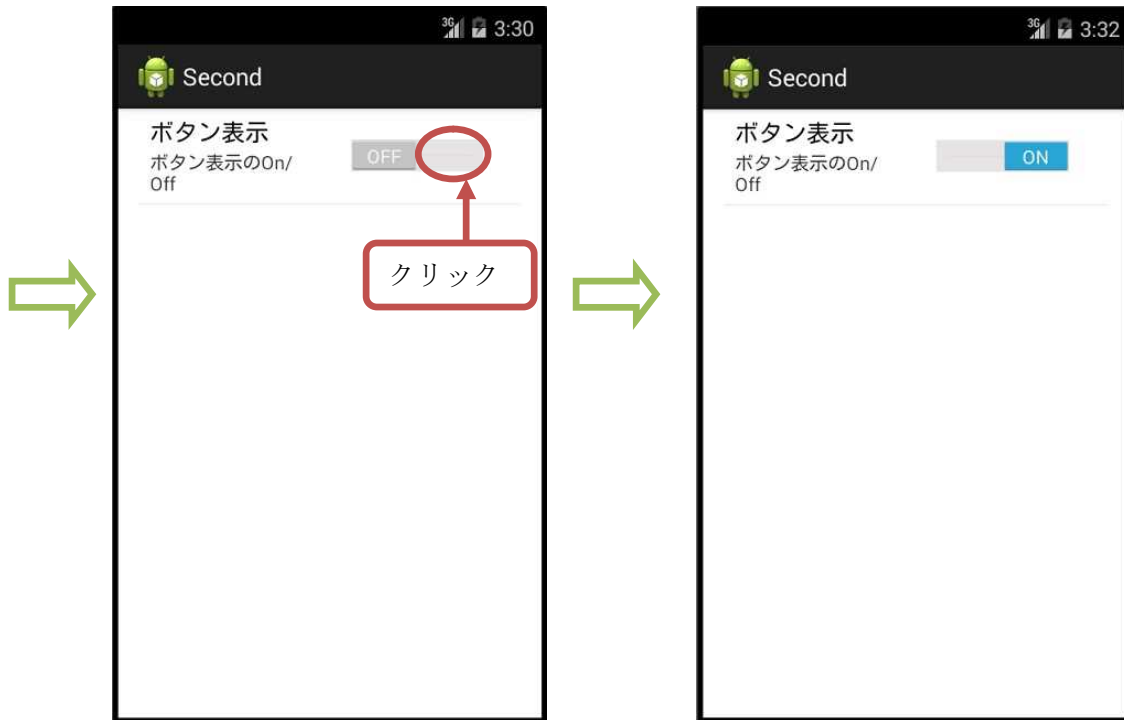 3G 3:30
Second
ボタン表示
ボタン表示のOn/
Off
OFF
クリック
3G 3:32
Second
ボタン表示
ボタン表示のOn/
Off
ON